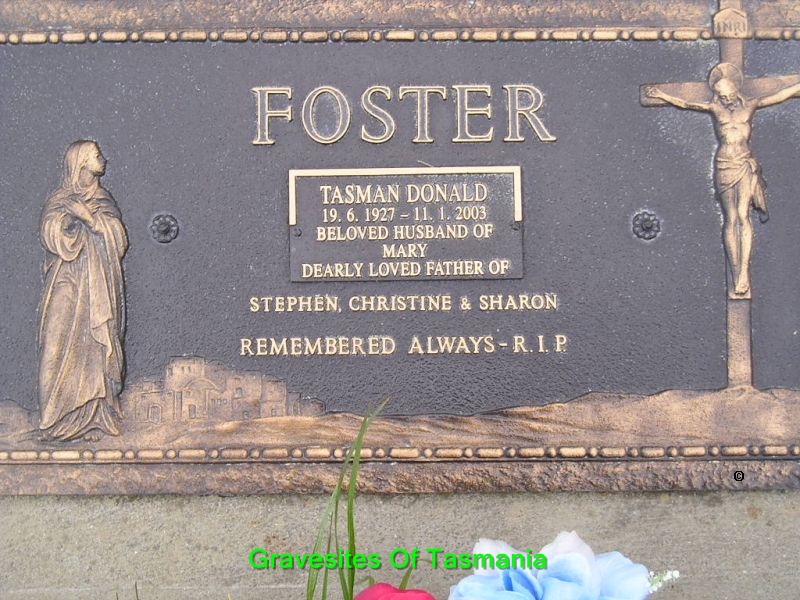 INRI
FOSTER
TASMAN DONALD
19. 6. 1927 – 11. 1. 2003
BELOVED HUSBAND OF
MARY
DEARLY LOVED FATHER OF
STEPHEN, CHRISTINE & SHARON
REMEMBERED ALWAYS – R. I. P.
©
Gravesites Of Tasmania